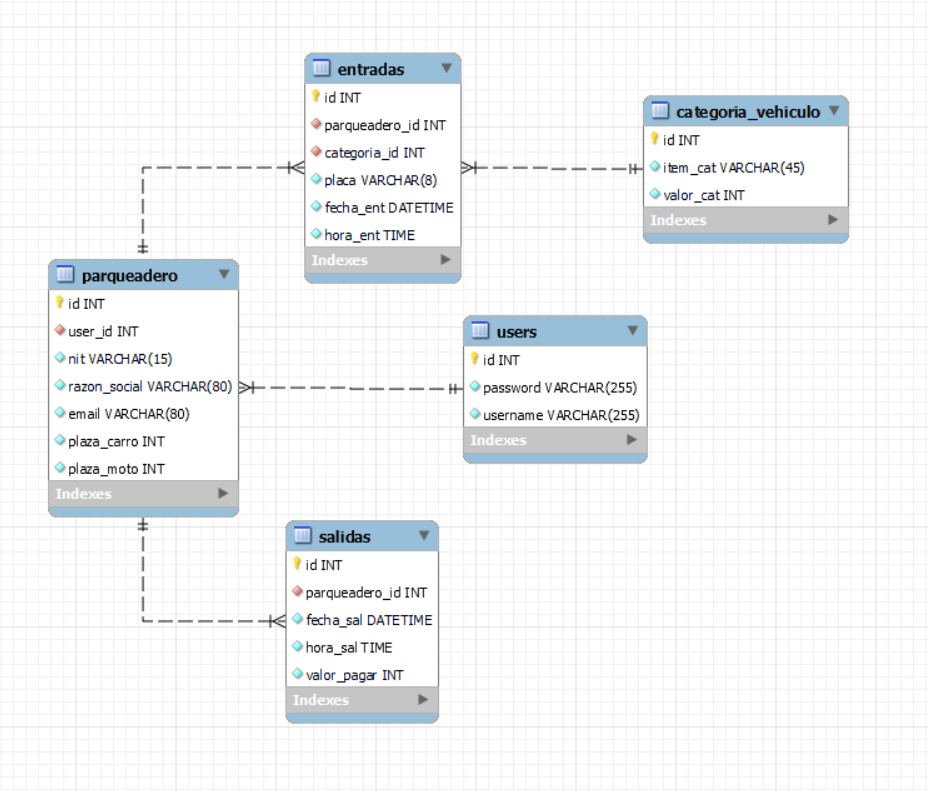 entradas
id INT
parqueadero_id INT
categoria_id INT
placa VARCHAR(8)
fecha_ent DATETIME
hora_ent TIME
Indexes
categoria_vehiculo
id INT
item_cat VARCHAR(45)
valor_cat INT
Indexes
parqueadero
id INT
user_id INT
nit VARCHAR(15)
razon_social VARCHAR(80)
email VARCHAR(80)
plaza_carro INT
plaza_moto INT
Indexes
users
id INT
password VARCHAR(255)
username VARCHAR(255)
Indexes
salidas
id INT
parqueadero_id INT
fecha_sal DATETIME
hora_sal TIME
valor_pagar INT
Indexes